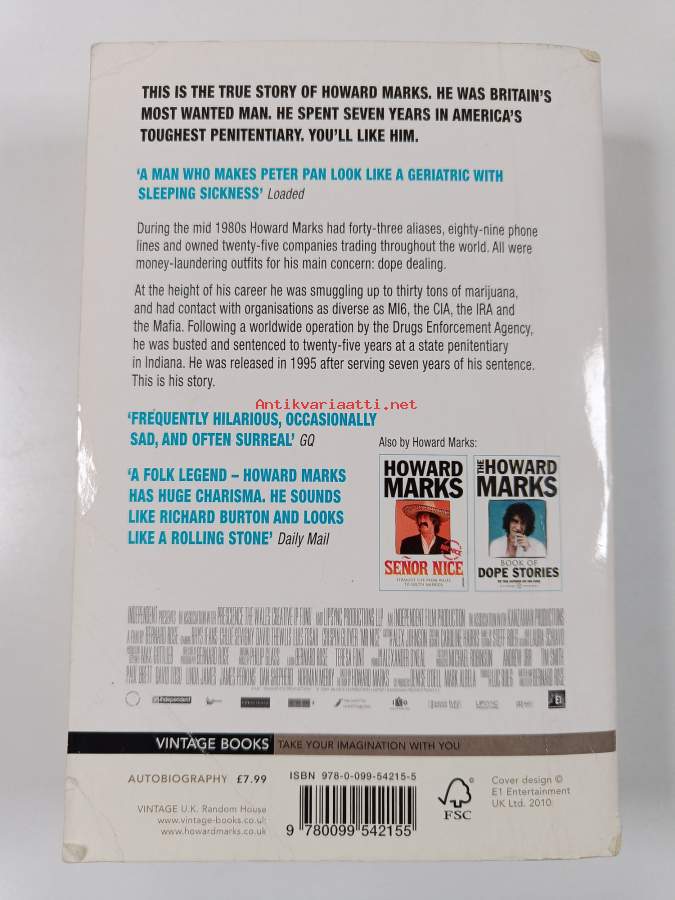 THIS IS THE TRUE STORY OF HOWARD MARKS. HE WAS BRITAIN'S
MOST WANTED MAN. HE SPENT SEVEN YEARS IN AMERICA'S
TOUGHEST PENITENTIARY. YOU'LL LIKE HIM.
'A MAN WHO MAKES PETER PAN LOOK LIKE A GERIATRIC WITH
SLEEPING SICKNESS' Loaded
During the mid 1980s Howard Marks had forty-three aliases, eighty-nine phone
lines and owned twenty-five companies trading throughout the world. All were
money-laundering outfits for his main concern: dope dealing.
At the height of his career he was smuggling up to thirty tons of marijuana,
and had contact with organisations as diverse as MI6, the CIA, the IRA and
the Mafia. Following a worldwide operation by the Drugs Enforcement Agency,
he was busted and sentenced to twenty-five years at a state penitentiary
in Indiana. He was released in 1995 after serving seven years of his sentence.
This is his story.
Antikvariaatti.net
'FREQUENTLY HILARIOUS, OCCASIONALLY
SAD, AND OFTEN SURREAL' GQ
'A FOLK LEGEND – HOWARD MARKS
HAS HUGE CHARISMA. HE SOUNDS
LIKE RICHARD BURTON AND LOOKS
LIKE A ROLLING STONE' Daily Mail
Also by Howard Marks:
HOWARD
MARKS
SEÑOR NICE
STRAIGHT LIFE FROM WALES
TO SOUTH AMERICA
THE HOWARD
MARKS
BOOK OF
DOPE STORIES
VINTAGE BOOKS TAKE YOUR IMAGINATION WITH YOU
AUTOBIOGRAPHY £7.99
ISBN 978-0-099-54215-5
VINTAGE U.K. Random House
www.vintage-books.co.uk
www.howardmarks.co.uk
9 780099 542155
FSC
Cover design ©
E1 Entertainment
UK Ltd. 2010